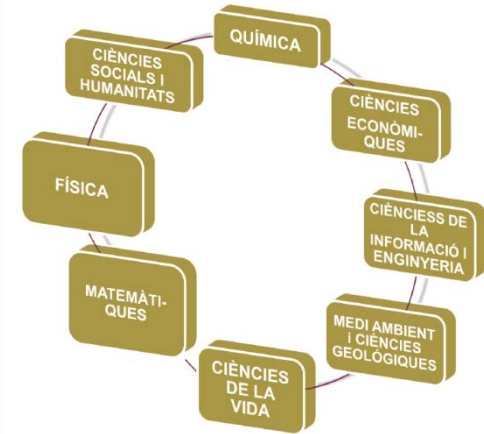 QUÍMICA
CIÈNCIES
ECONÒMI-
QUES
CIÈNCIESS DE
LA
INFORMACIÓ I
ENGINYERIA
MEDI AMBIENT
i CIÈNCIES
GEOLÓGIQUES
CIÈNCIES
DE LA
VIDA
MATEMÀTI-
QUES
FÍSICA
CIÈNCIES
SOCIALS I
HUMANITATS